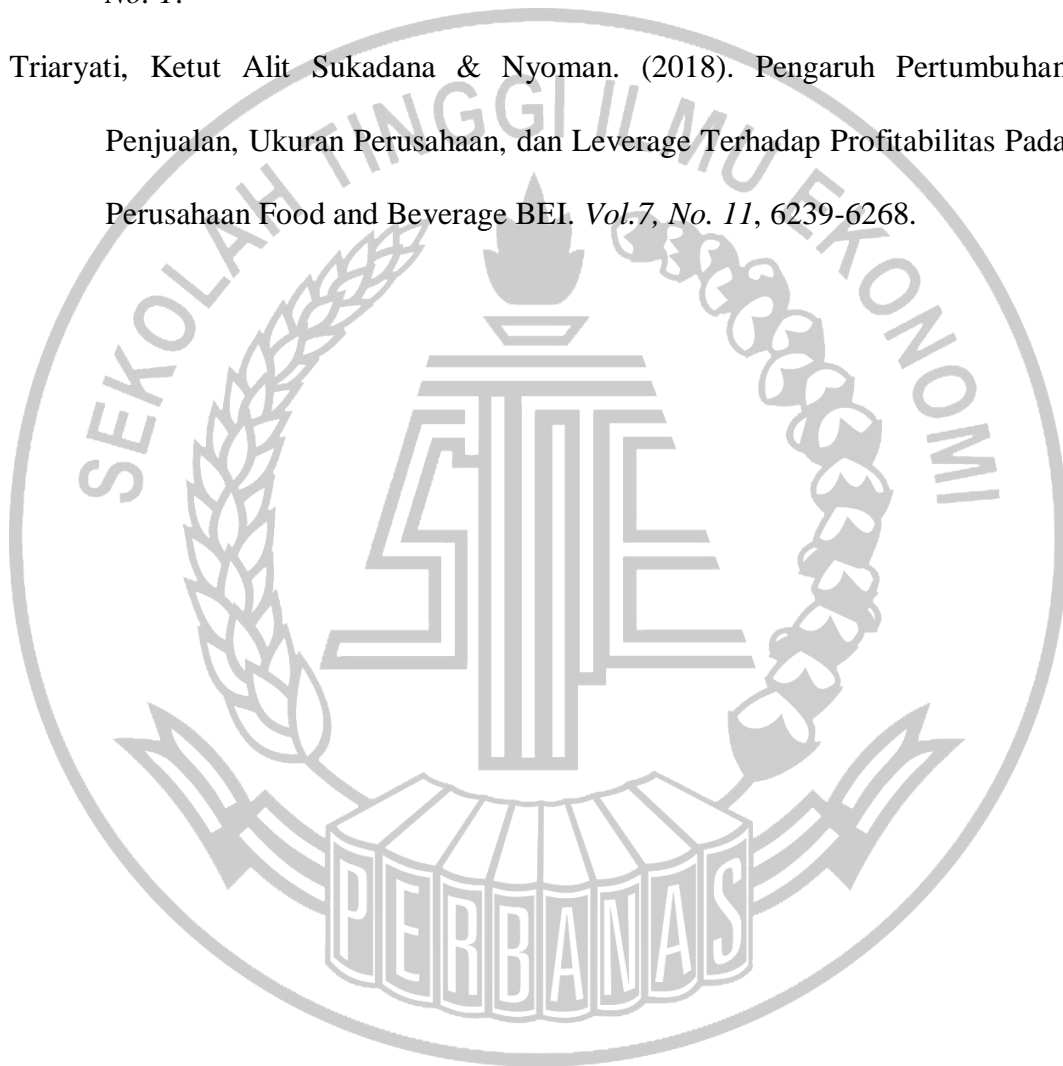 No. 1.
Triaryati, Ketut Alit Sukadana & Nyoman. (2018). Pengaruh Pertumbuhan
Penjualan, Ukuran Perusahaan, dan Leverage Terhadap Profitabilitas Pada
Perusahaan Food and Beverage BEI. Vol.7, No. 11, 6239-6268.
SEKOLAH TINGGI ILMU EKONOMI
STIE
PERBANAS